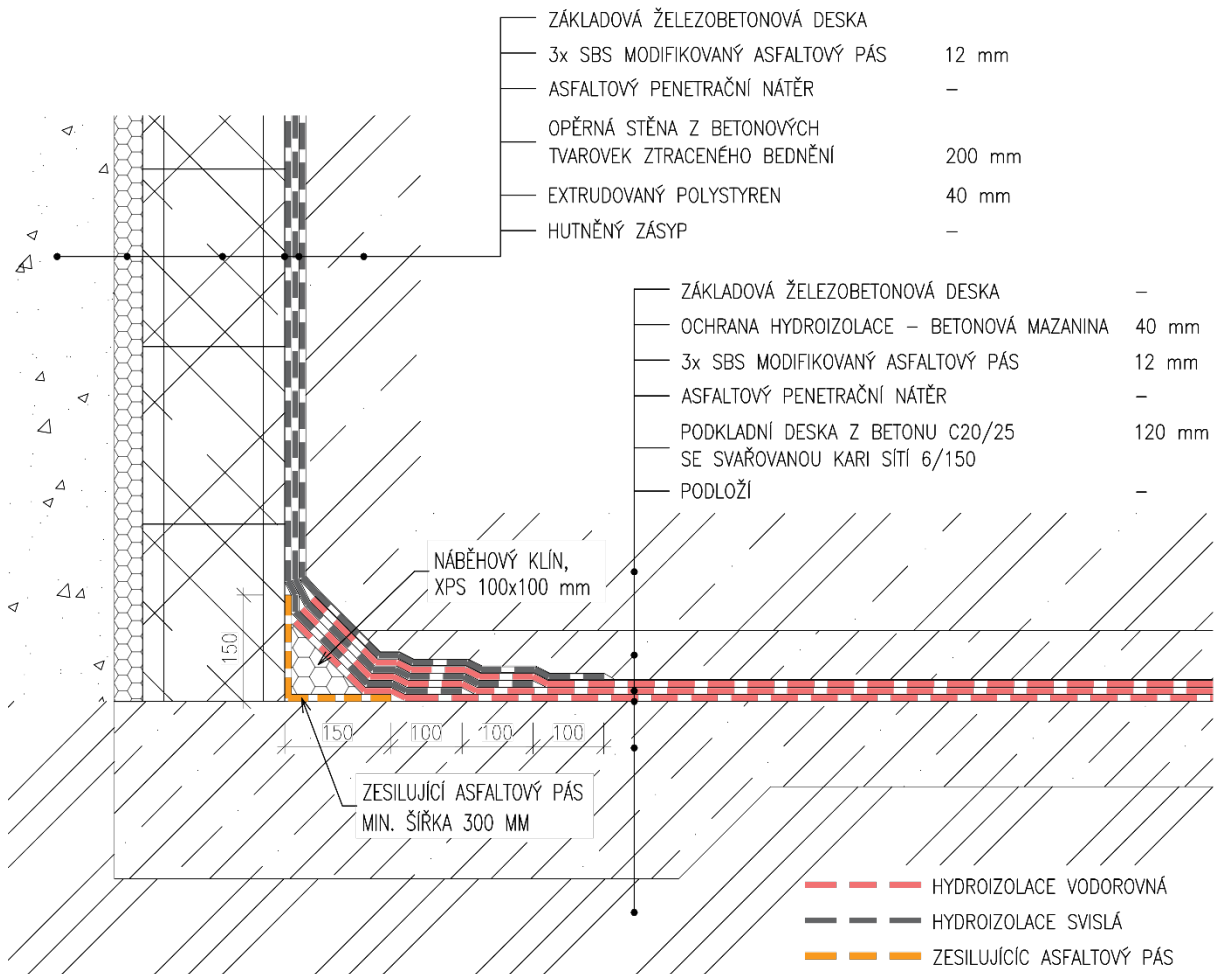 ZÁKLADOVÁ ŽELEZOBETONOVÁ DESKA
3x SBS MODIFIKOVANÝ ASFALTOVÝ PÁS 12 mm
ASFALTOVÝ PENETRAČNÍ NÁTĚR –
OPĚRNÁ STĚNA Z BETONOVÝCH
TVAROVEK ZTRACENÉHO BEDNĚNÍ 200 mm
EXTRUDOVANÝ POLYSTYREN 40 mm
HUTNĚNÝ ZÁSYP –
ZÁKLADOVÁ ŽELEZOBETONOVÁ DESKA –
OCHRANA HYDROIZOLACE – BETONOVÁ MAZANINA 40 mm
3x SBS MODIFIKOVANÝ ASFALTOVÝ PÁS 12 mm
ASFALTOVÝ PENETRAČNÍ NÁTĚR –
PODKLADNÍ DESKA Z BETONU C20/25 120 mm
SE SVAŘOVANOU KARI SÍTÍ 6/150
PODLOŽÍ –
NÁBĚHOVÝ KLÍN,
XPS 100x100 mm
150
150 100 100 100
ZESILUJÍCÍ ASFALTOVÝ PÁS
MIN. ŠÍŘKA 300 MM
HYDROIZOLACE VODOROVNÁ
HYDROIZOLACE SVISLÁ
ZESILUJÍCÍC ASFALTOVÝ PÁS